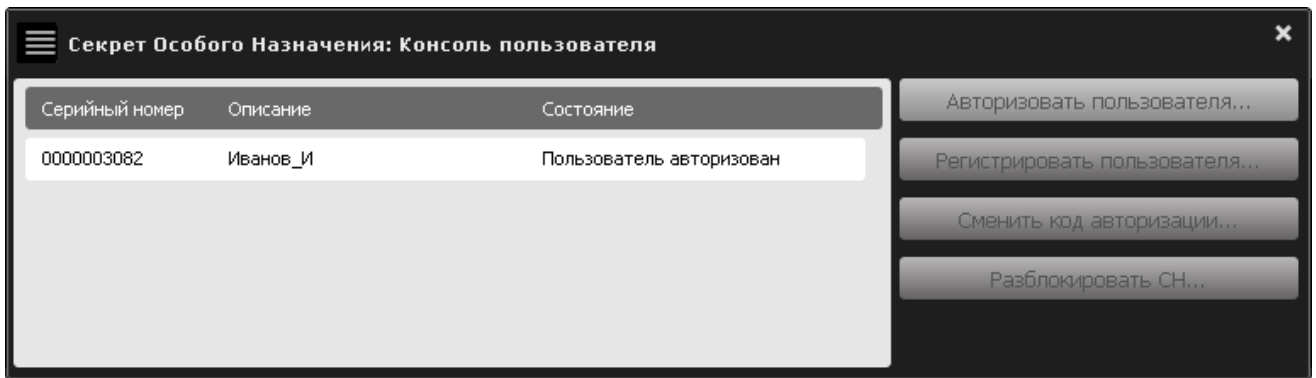 Секрет Особого Назначения: Консоль пользователя
Серийный номер Описание Состояние
0000003082 Иванов_И Пользователь авторизован
Авторизовать пользователя...
Регистрировать пользователя...
Сменить код авторизации...
Разблокировать СН...